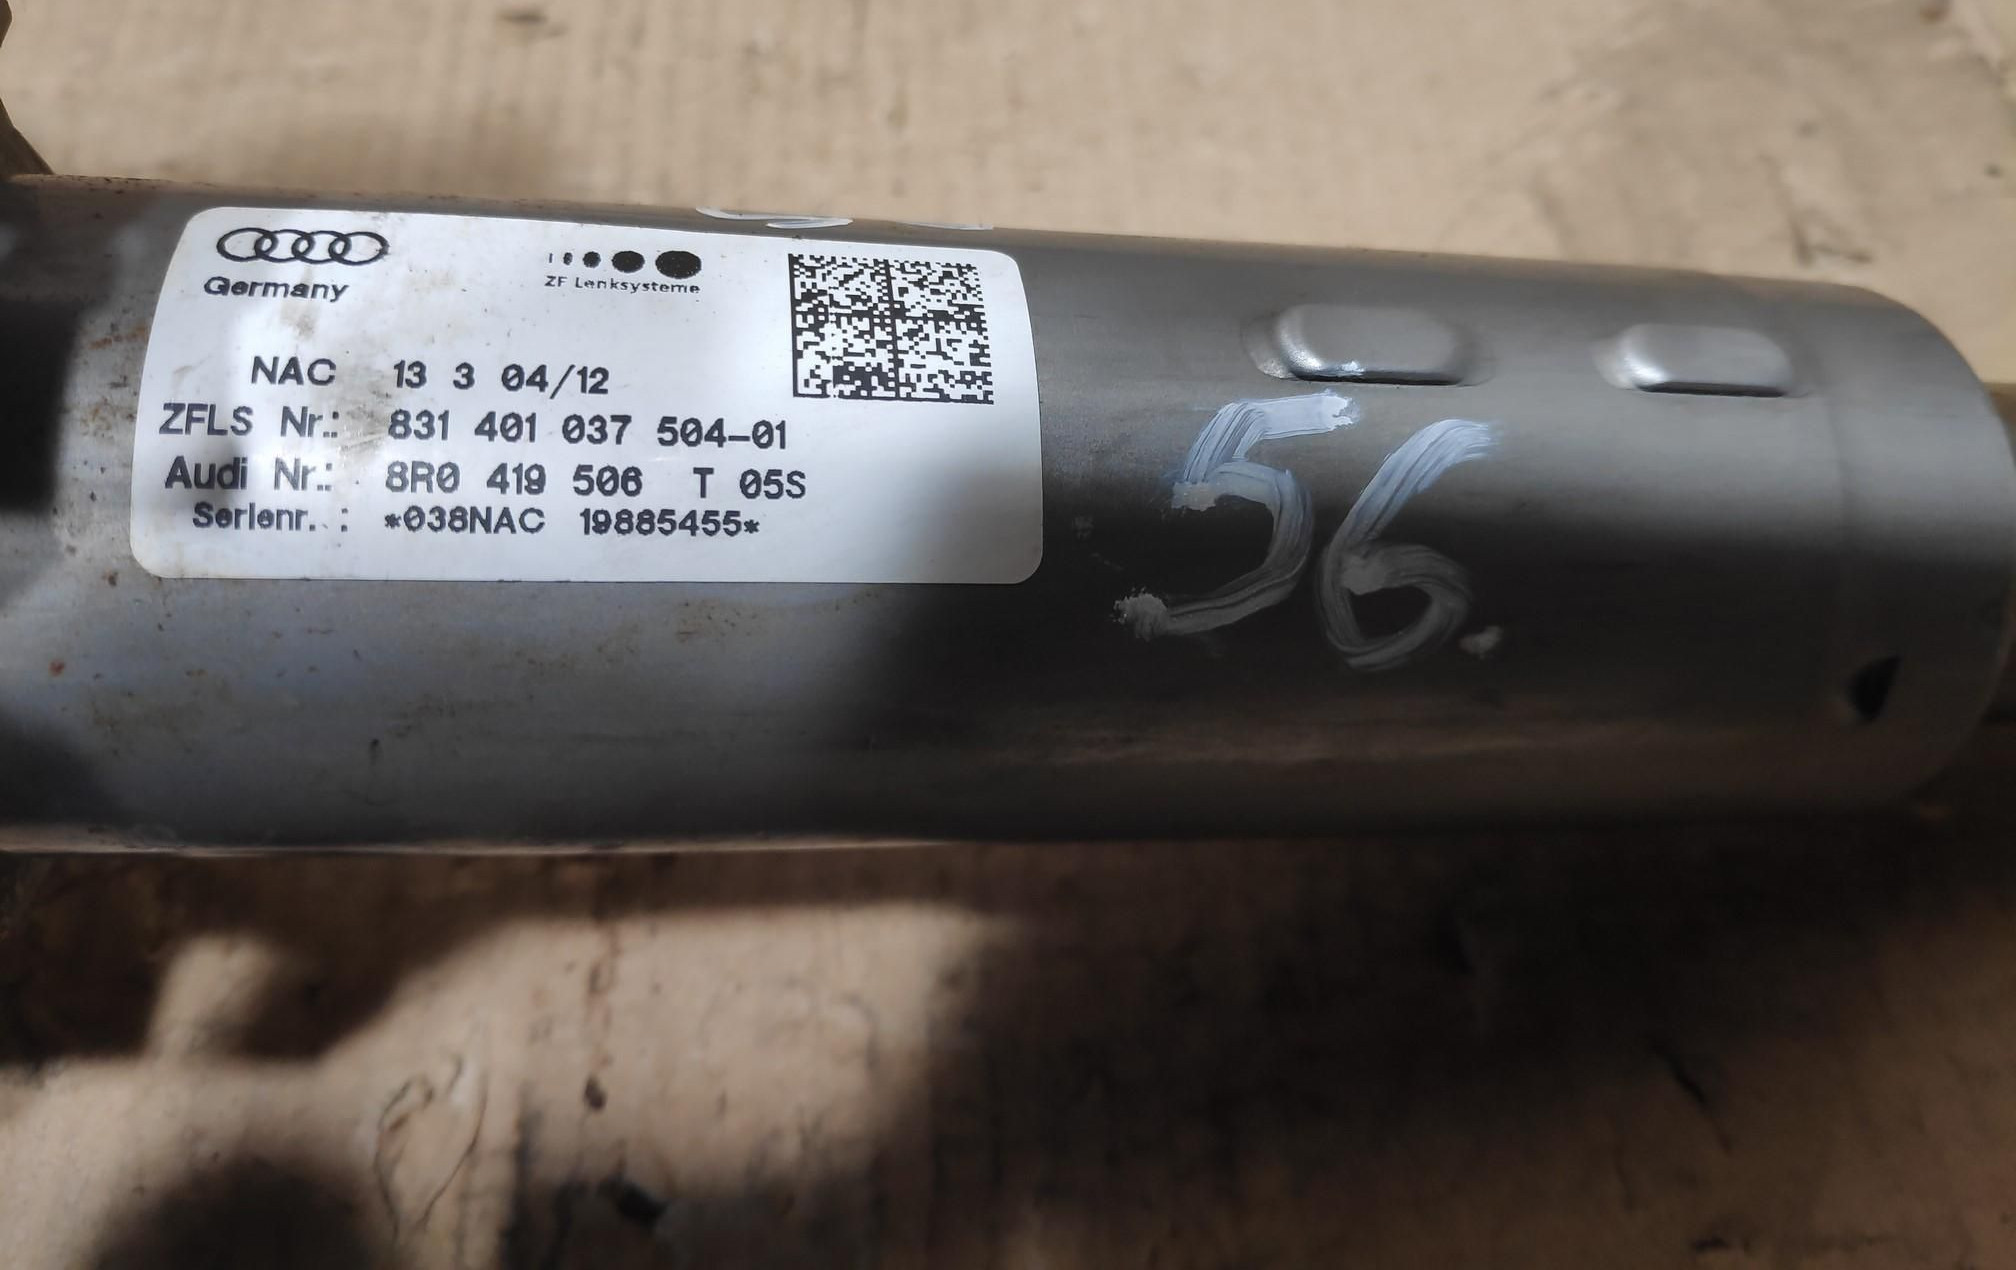 Germany
ZF Lenksysteme
NAC 13 3 04/12
ZFLS Nr.: 831 401 037 504-01
Audi Nr.: 8R0 419 506 T 05S
Serienr. : *038NAC 19885455*
56.